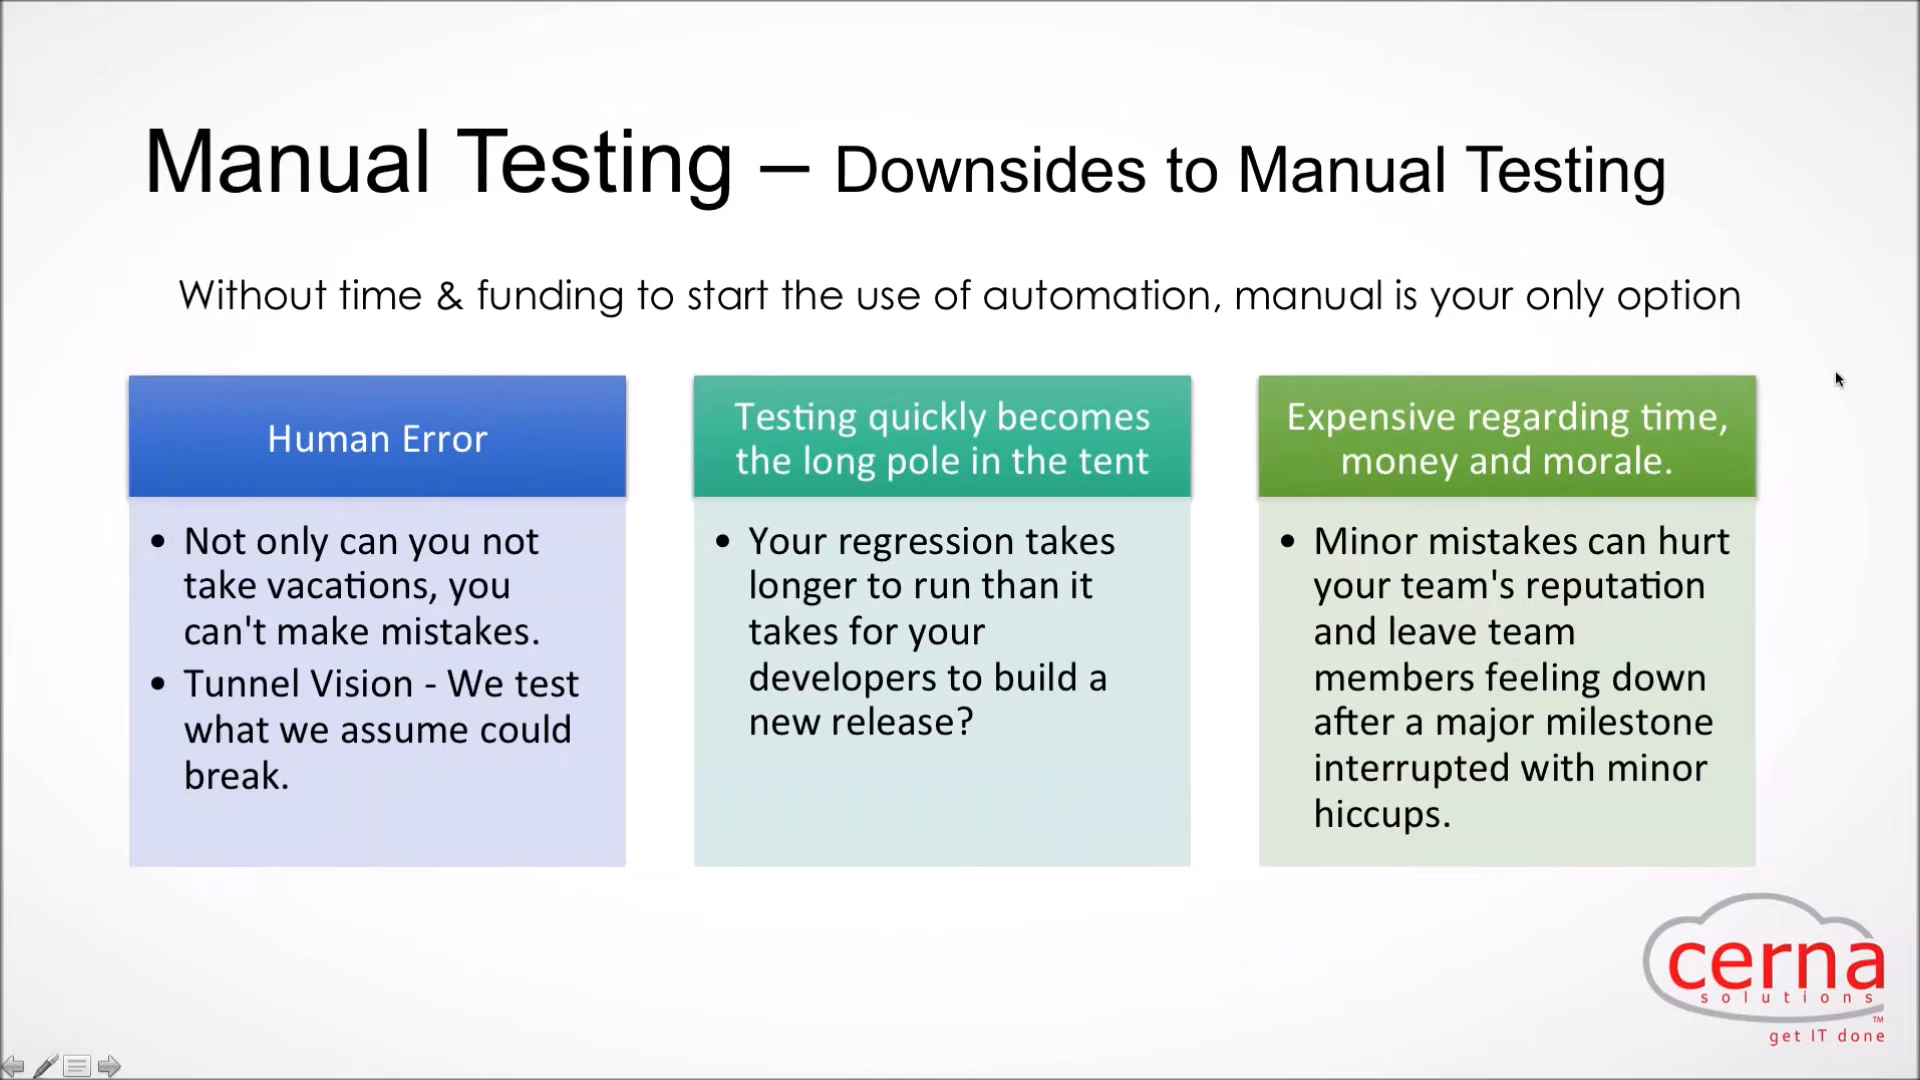 Manual Testing – Downsides to Manual Testing
Without time & funding to start the use of automation, manual is your only option
Human Error
• Not only can you not
take vacations, you
can't make mistakes.
• Tunnel Vision - We test
what we assume could
break.
Testing quickly becomes
the long pole in the tent
• Your regression takes
longer to run than it
takes for your
developers to build a
new release?
Expensive regarding time,
money and morale.
• Minor mistakes can hurt
your team's reputation
and leave team
members feeling down
after a major milestone
interrupted with minor
hiccups.
cerna
solutions
TM
get IT done